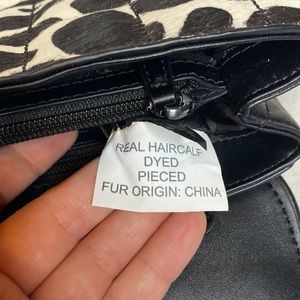 REAL HAIRCALF
DYED
PIECED
FUR ORIGIN: CHINA